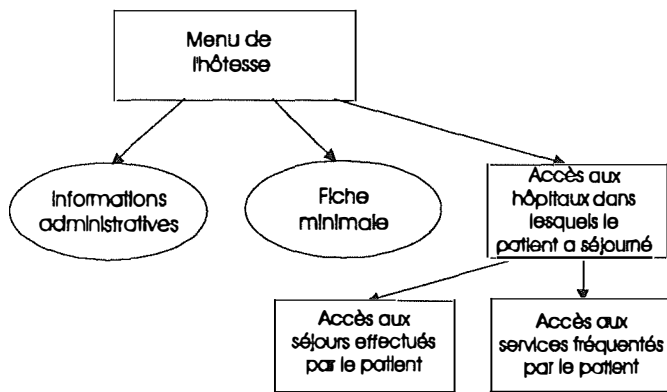 Menu de
l'hôtesse
Informations
administratives
Fiche
minimale
Accès aux
hôpitaux dans
lesquels le
patient a séjourné
Accès aux
séjours effectués
par le patient
Accès aux
services fréquentés
par le patient